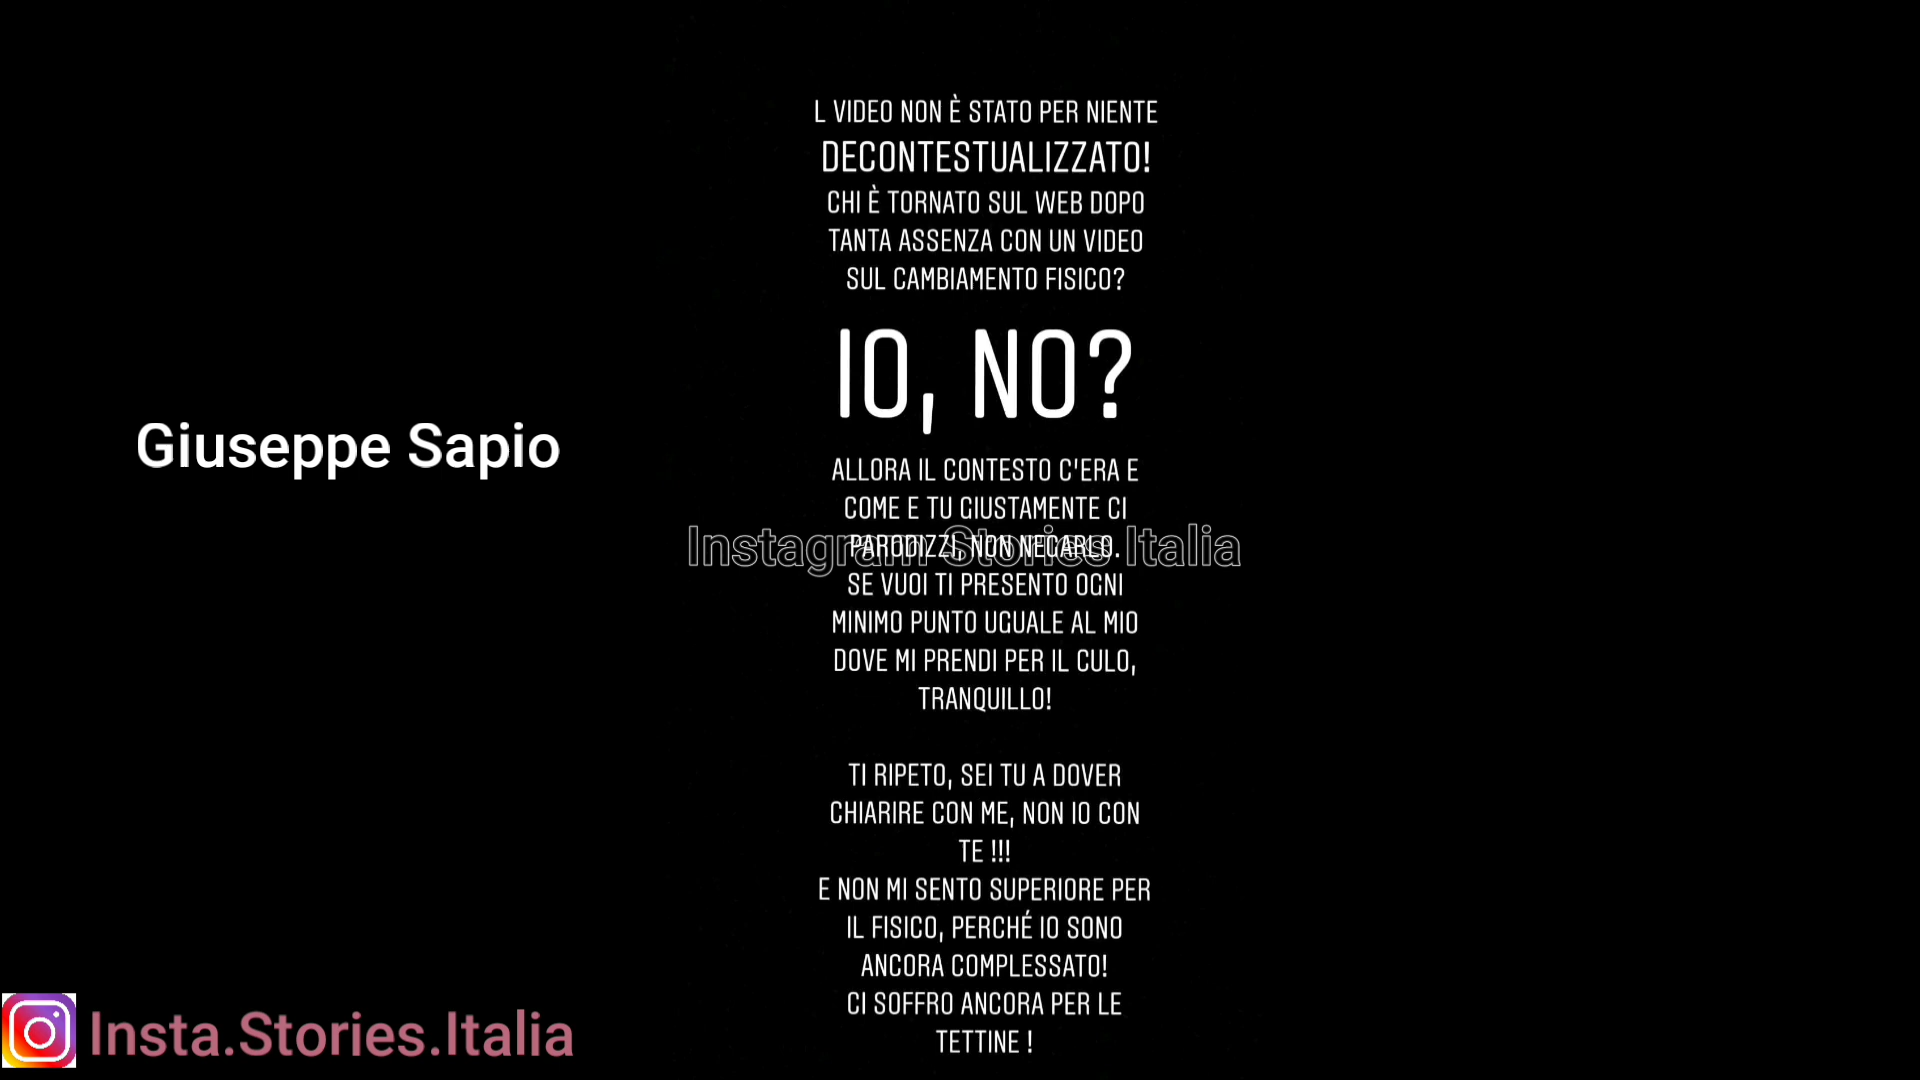 L VIDEO NON È STATO PER NIENTE
DECONTESTUALIZZATO!
CHI È TORNATO SUL WEB DOPO
TANTA ASSENZA CON UN VIDEO
SUL CAMBIAMENTO FISICO?
IO, NO?
Giuseppe Sapio
ALLORA IL CONTESTO C'ERA E
COME E TU GIUSTAMENTE CI
PARODIZZI, NON NEGARLO.
Instagram Stories Italia
SE VUOI TI PRESENTO OGNI
MINIMO PUNTO UGUALE AL MIO
DOVE MI PRENDI PER IL CULO,
TRANQUILLO!
TI RIPETO, SEI TU A DOVER
CHIARIRE CON ME, NON IO CON
TE !!!
E NON MI SENTO SUPERIORE PER
IL FISICO, PERCHÉ IO SONO
ANCORA COMPLESSATO!
CI SOFFRO ANCORA PER LE
TETTINE !
Insta.Stories.Italia